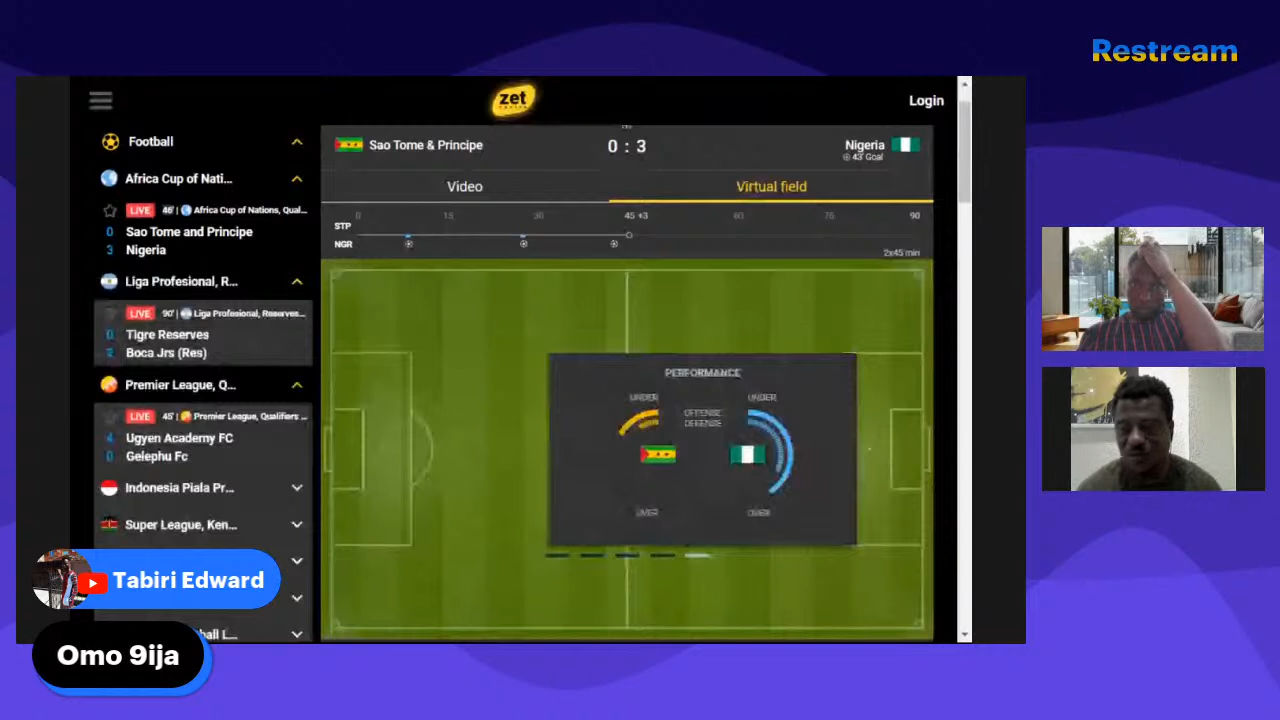 Restream
zet
Login
Football
Africa Cup of Nati...
LIVE 46' | Africa Cup of Nations, Qual...
0 Sao Tome and Principe
3 Nigeria
Liga Profesional, R...
LIVE 90' | Liga Profesional, Reserves...
0 Tigre Reserves
2 Boca Jrs (Res)
Premier League, Q...
LIVE 45' | Premier League, Qualifiers ...
4 Ugyen Academy FC
0 Gelephu Fc
Indonesia Piala Pr...
Super League, Ken...
Sao Tome & Principe 0 : 3 Nigeria
43' Goal
Video Virtual field
0 15 30 45 +3 60 75 90
STP
NGR
2x45 min
PERFORMANCE
UNDER UNDER
OFFENSE
DEFENSE
OVER OVER
Tabiri Edward
Omo 9ija